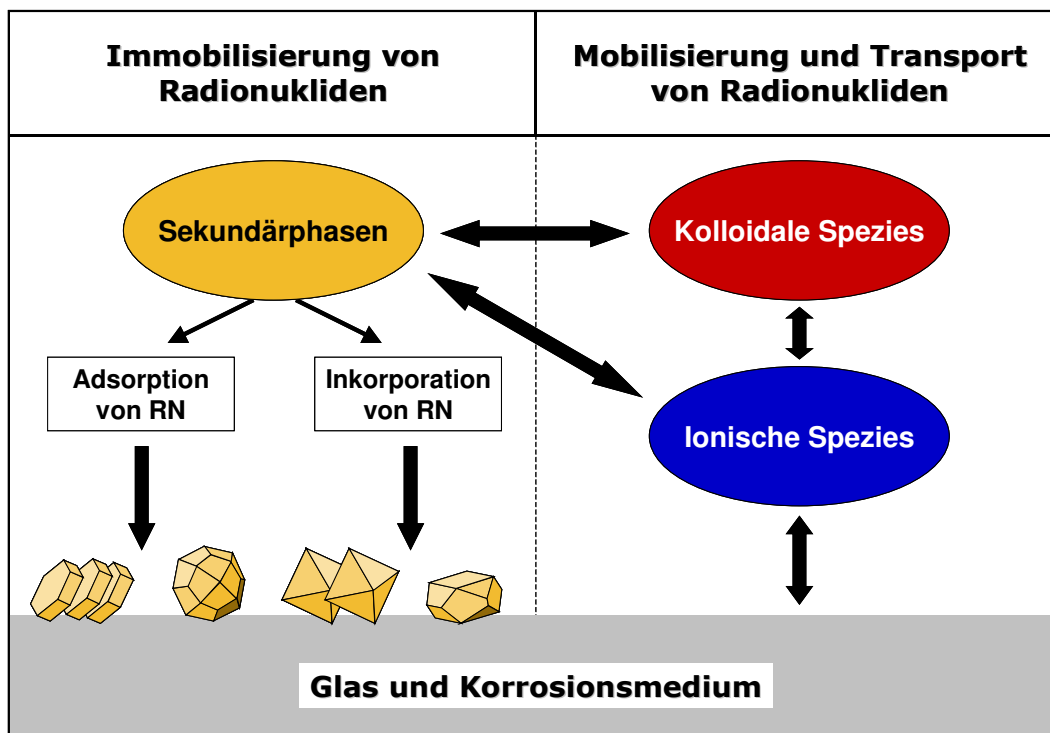 Immobilisierung von
Radionukliden
Mobilisierung und Transport
von Radionukliden
Sekundärphasen
Kolloidale Spezies
Adsorption
von RN
Inkorporation
von RN
Ionische Spezies
Glas und Korrosionsmedium